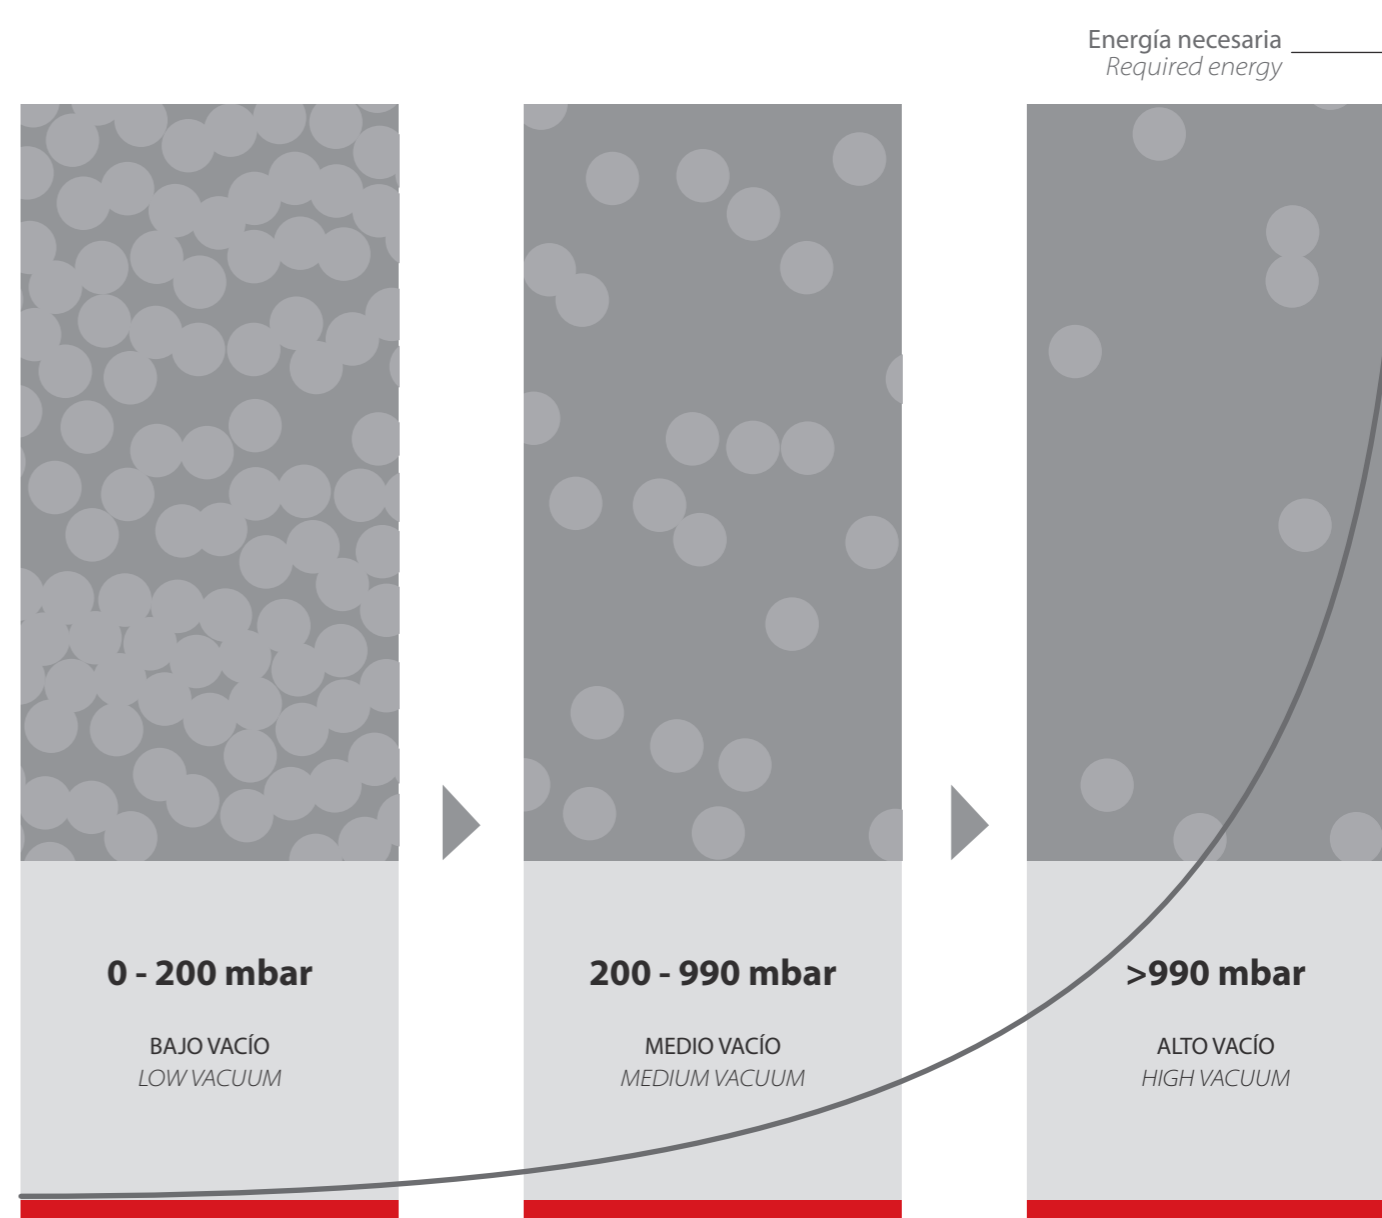 Energía necesaria
Required energy
0 - 200 mbar
BAJO VACÍO
LOW VACUUM
200 - 990 mbar
MEDIO VACÍO
MEDIUM VACUUM
>990 mbar
ALTO VACÍO
HIGH VACUUM